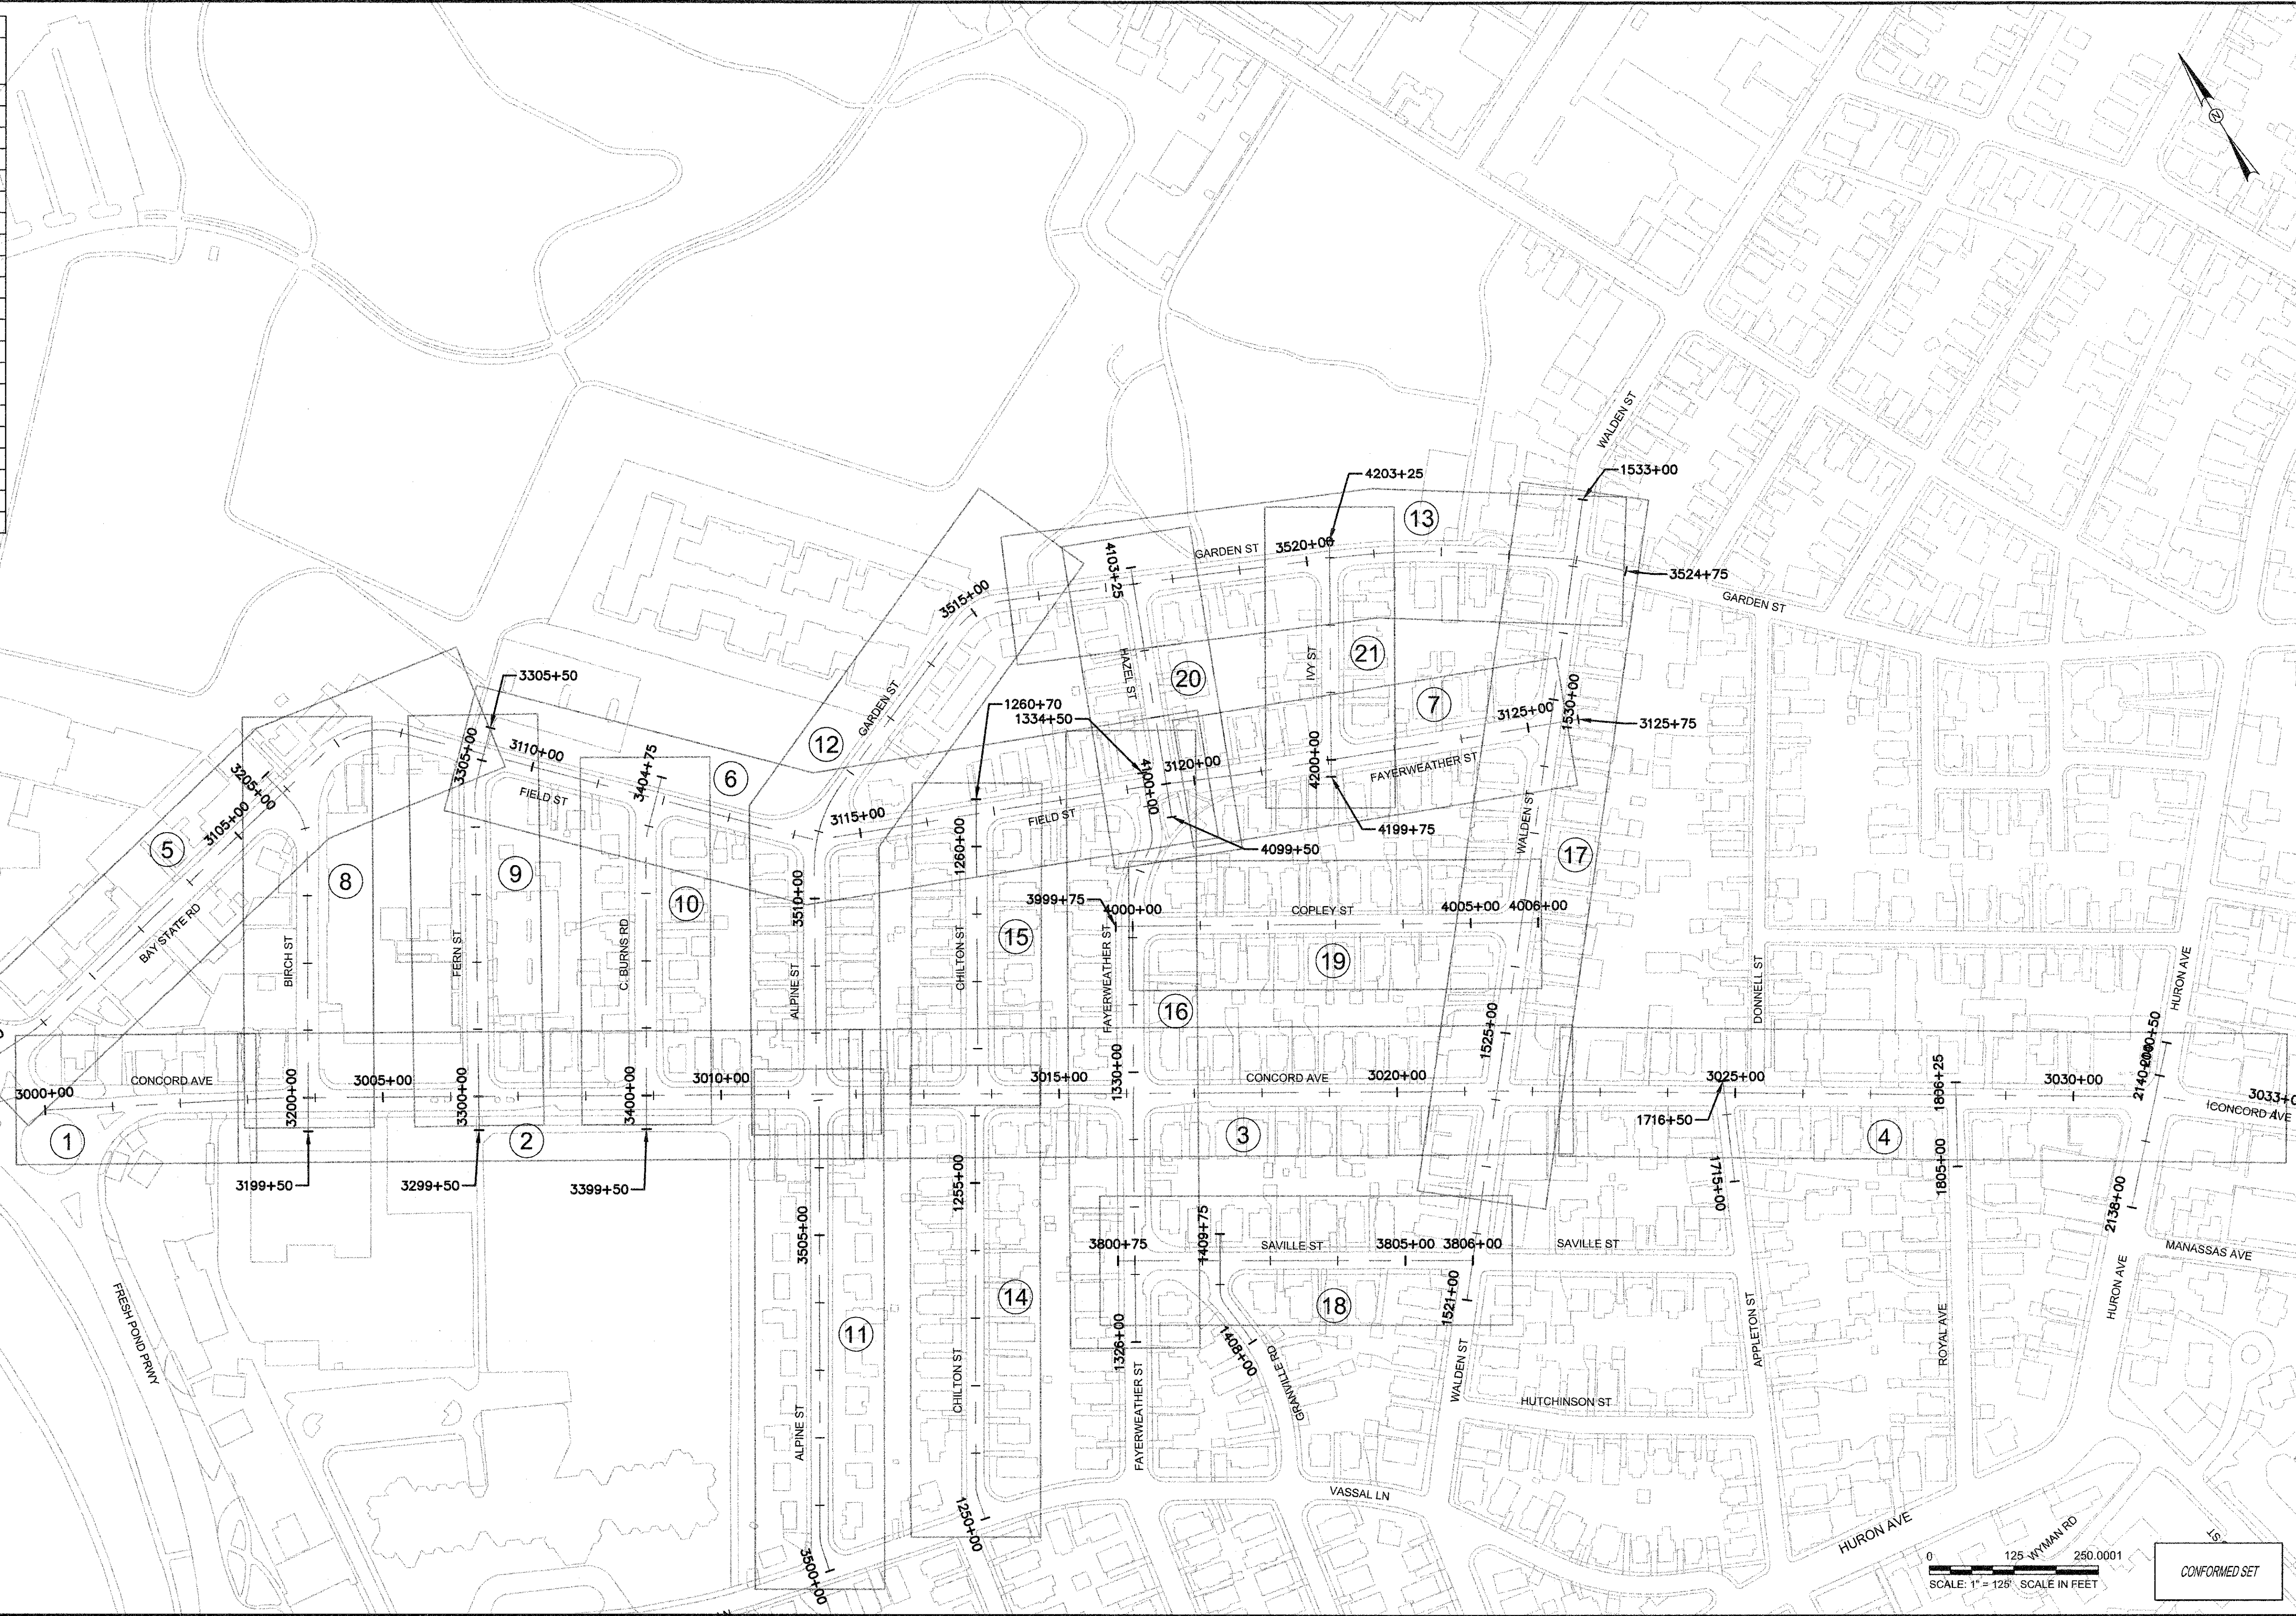 N
WALDEN ST
4203+25
1533+00
13
GARDEN ST
3520+00
4103+25
3524+75
GARDEN ST
3515+00
HAZEL ST
IVY ST
21
20
3305+50
GARDEN ST
1260+70
1334+50
7
3125+00
1530+00
3125+75
12
3305+00
3110+00
3404+75
6
FIELD ST
3205+00
3105+00
3115+00
FIELD ST
4100+00
3120+00
4200+00
FAYERWEATHER ST
4199+75
4099+50
5
8
9
10
1260+00
WALDEN ST
17
3510+00
3999+75
4000+00
COPLEY ST
4005+00
4006+00
BAY STATE RD
BIRCH ST
FERN ST
C. BURNS RD
ALPINE ST
CHILTON ST
15
FAYERWEATHER ST
19
16
DONNELL ST
HURON AVE
1525+00
3000+00
CONCORD AVE
3200+00
3005+00
3300+00
3400+00
3010+00
3015+00
1330+00
CONCORD AVE
3020+00
3025+00
1716+50
1806+25
3030+00
CONCORD AVE
1
2
3
4
3199+50
3299+50
3399+50
1255+00
1715+00
1805+00
2138+00
3505+00
3800+75
1409+75
SAVILLE ST
3805+00
3806+00
SAVILLE ST
MANASSAS AVE
FRESH POND PRWY
14
11
18
1521+00
1326+00
1408+00
GRANVILLE RD
APPLETON ST
ROYAL AVE
HURON AVE
ALPINE ST
CHILTON ST
FAYERWEATHER ST
WALDEN ST
HUTCHINSON ST
VASSAL LN
1250+00
3500+00
HURON AVE
WYMAN RD
0 125 250.0001
SCALE: 1" = 125' SCALE IN FEET
CONFORMED SET